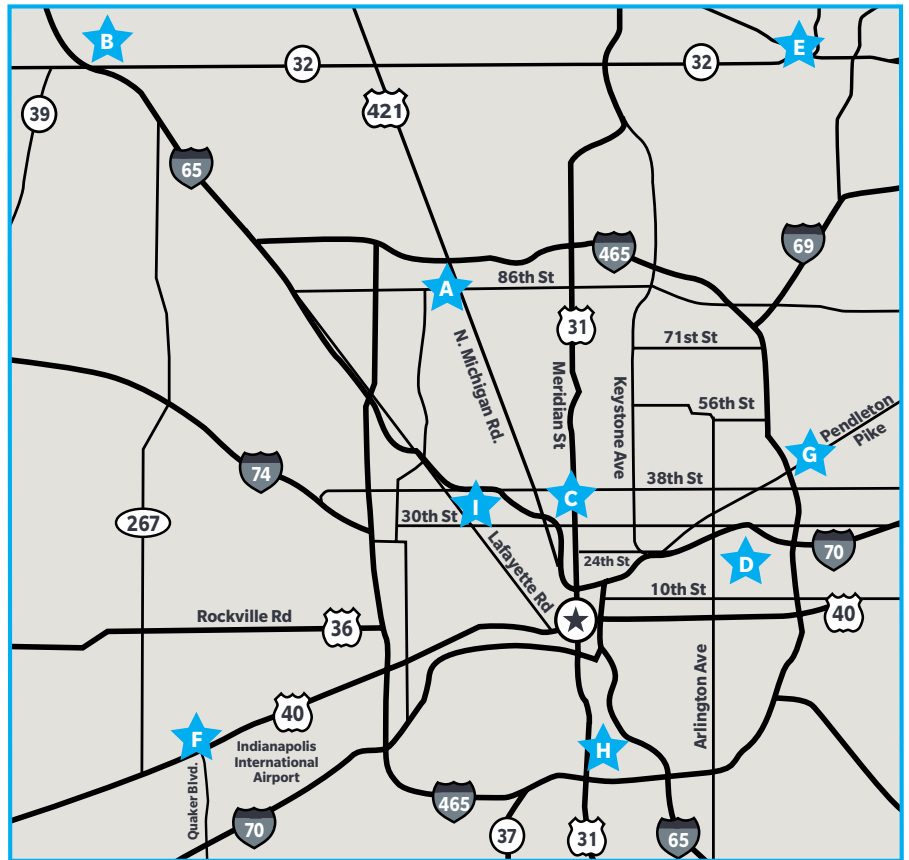 B
E
32
32
39
421
65
69
465
86th St
A
31
71st St
N. Michigan Rd.
Meridian St
Keystone Ave
56th St
Pendleton
Pike
G
74
38th St
I
C
267
30th St
Lafayette Rd
24th St
D
70
10th St
Rockville Rd
36
40
Arlington Ave
40
F
Indianapolis
International
Airport
Quaker Blvd.
H
465
70
37
31
65